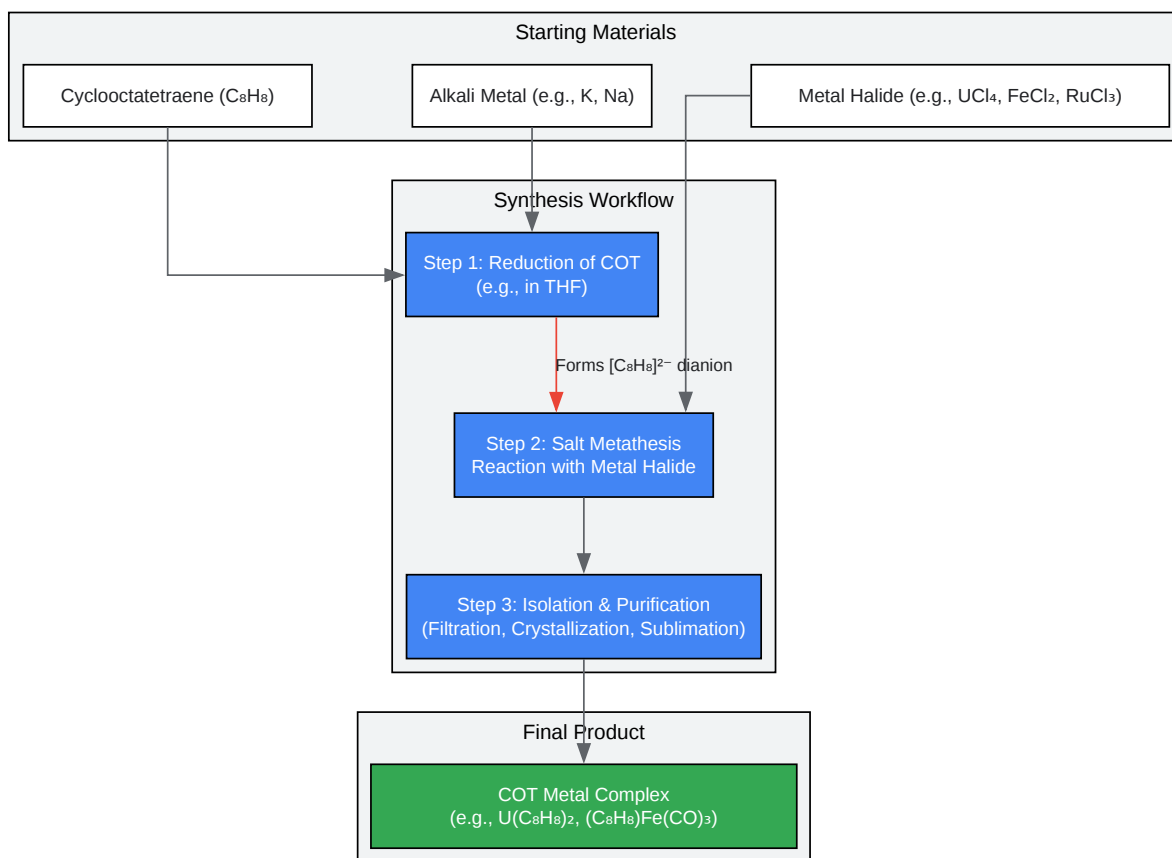 Starting Materials
Cyclooctatetraene (C₈H₈)
Alkali Metal (e.g., K, Na)
Metal Halide (e.g., UCl₄, FeCl₂, RuCl₃)
Synthesis Workflow
Step 1: Reduction of COT
(e.g., in THF)
Forms [C₈H₈]²⁻ dianion
Step 2: Salt Metathesis
Reaction with Metal Halide
Step 3: Isolation & Purification
(Filtration, Crystallization, Sublimation)
Final Product
COT Metal Complex
(e.g., U(C₈H₈)₂, (C₈H₈)Fe(CO)₃)